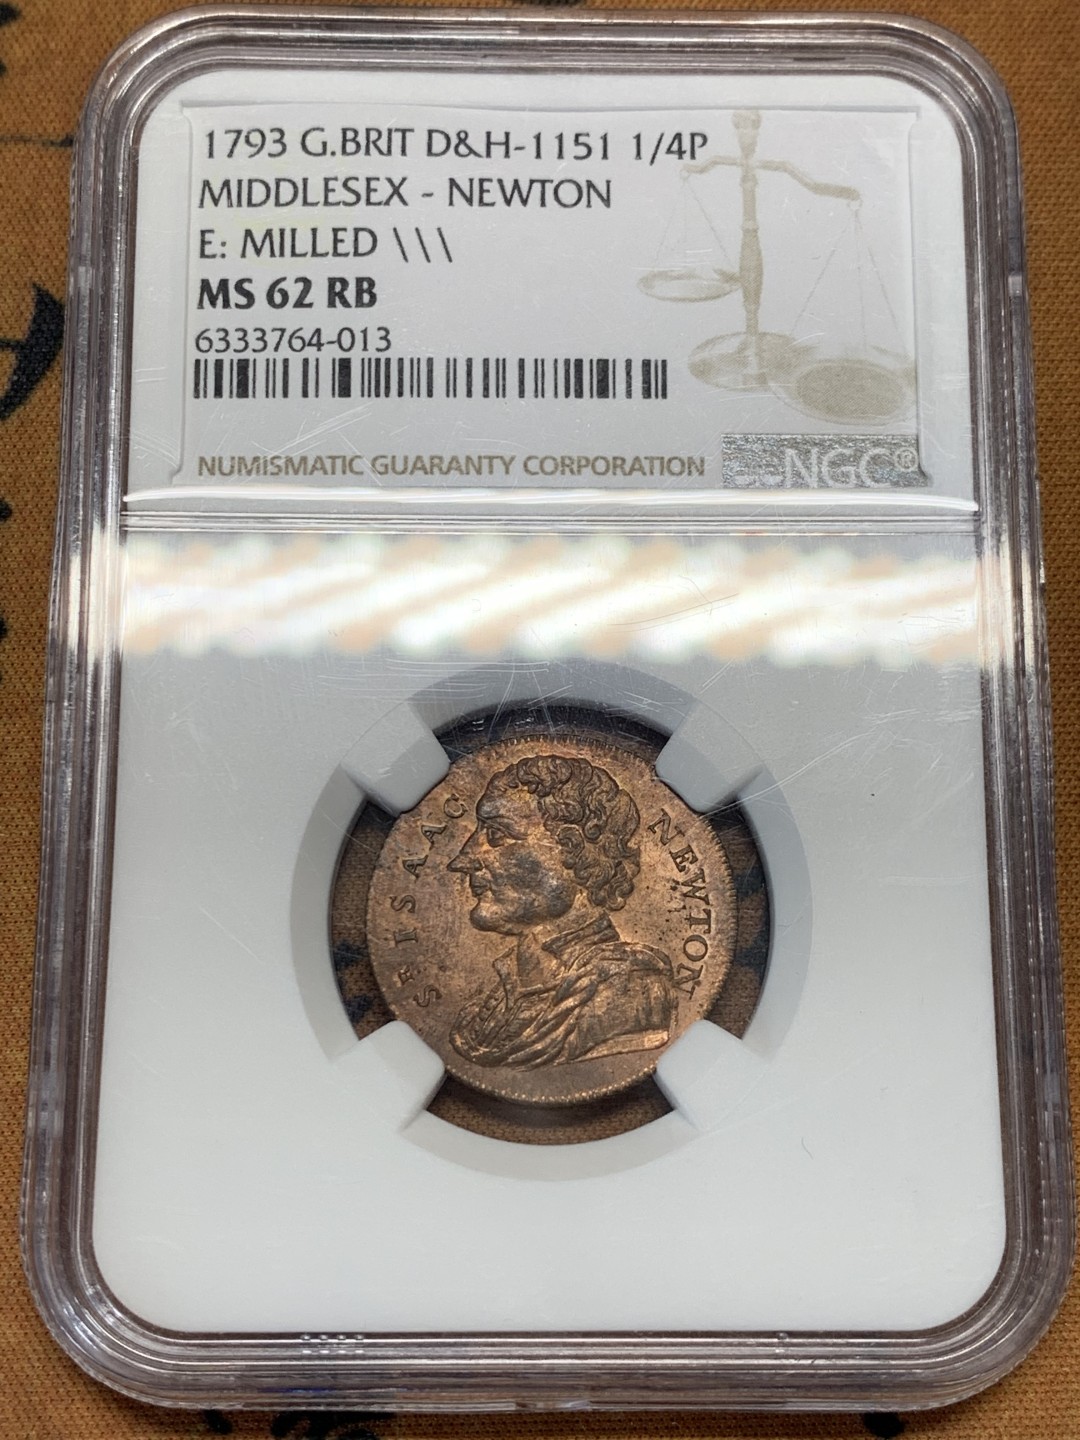 1793 G.BRIT D&H-1151 1/4P
MIDDLESEX - NEWTON
E: MILLED \\\
MS 62 RB
6333764-013
NUMISMATIC GUARANTY CORPORATION
NGC®
SR ISAAC NEWTON